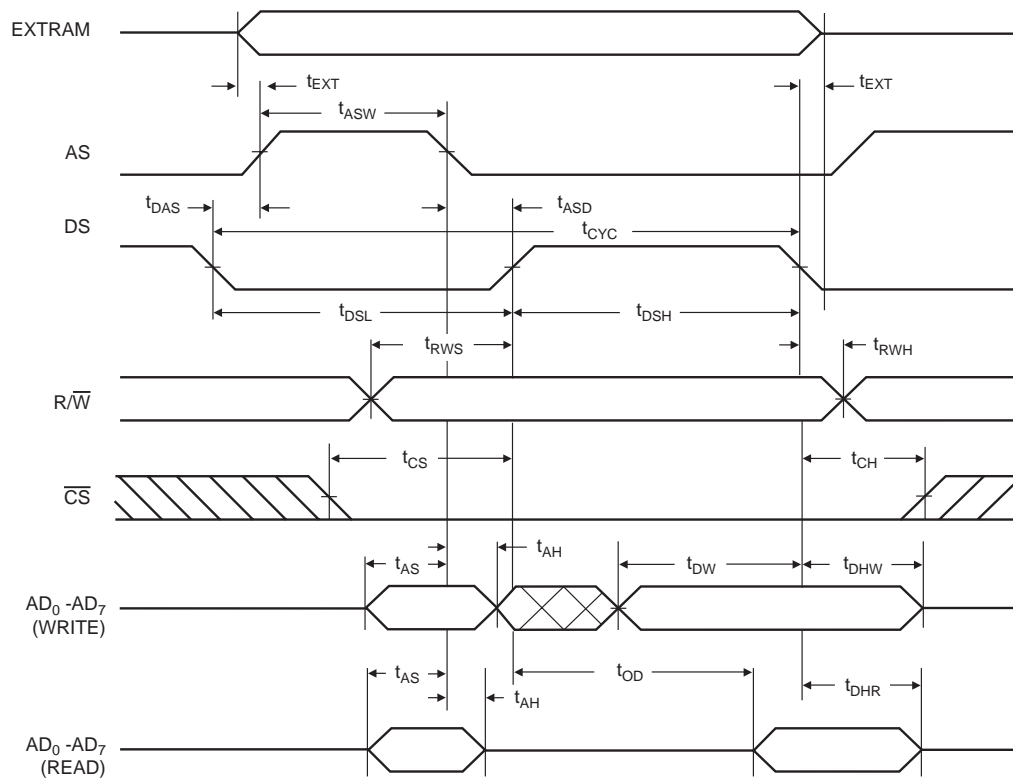 EXTRAM
tEXT
tEXT
tASW
AS
tDAS
tASD
DS
tCYC
tDSL
tDSH
tRWS
tRWH
R/W̅
tCS
tCH
C̅S̅
tAS
tAH
tDW
tDHW
AD0 -AD7
(WRITE)
tAS
tAH
tOD
tDHR
AD0 -AD7
(READ)